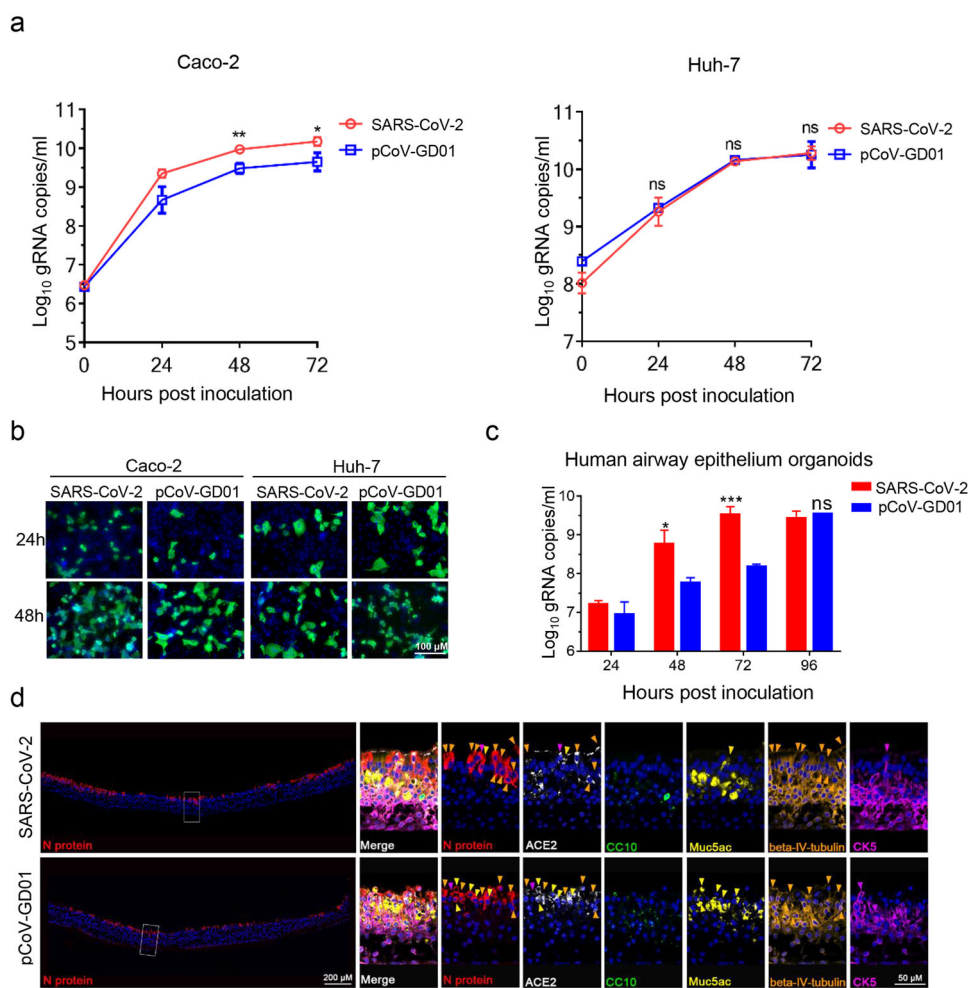 a
Caco-2
Log10 gRNA copies/ml
11
10
9
8
7
6
5
0 24 48 72
Hours post inoculation
** *
SARS-CoV-2
pCoV-GD01
Huh-7
Log10 gRNA copies/ml
11
10
9
8
7
0 24 48 72
Hours post inoculation
ns ns ns
SARS-CoV-2
pCoV-GD01
b
Caco-2 Huh-7
SARS-CoV-2 pCoV-GD01 SARS-CoV-2 pCoV-GD01
24h
48h
100 µM
c
Human airway epithelium organoids
Log10 gRNA copies/ml
10
9
8
7
6
* *** ns
24 48 72 96
Hours post inoculation
SARS-CoV-2
pCoV-GD01
d
SARS-CoV-2
N protein Merge N protein ACE2 CC10 Muc5ac beta-IV-tubulin CK5
pCoV-GD01
N protein 200 µM Merge N protein ACE2 CC10 Muc5ac beta-IV-tubulin CK5 50 µM